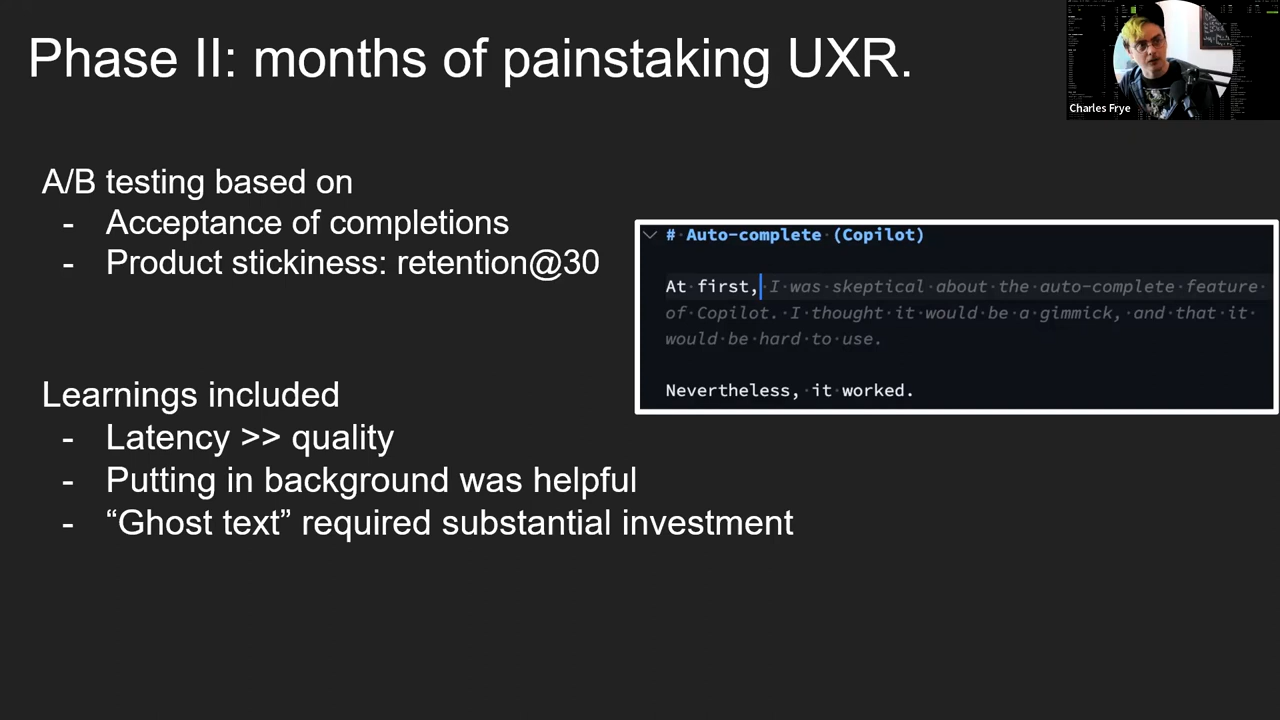 Phase II: months of painstaking UXR.
Charles Frye
A/B testing based on
- Acceptance of completions
- Product stickiness: retention@30
# Auto-complete (Copilot)
At first, I was skeptical about the auto-complete feature
of Copilot. I thought it would be a gimmick, and that it
would be hard to use.
Nevertheless, it worked.
Learnings included
- Latency >> quality
- Putting in background was helpful
- “Ghost text” required substantial investment